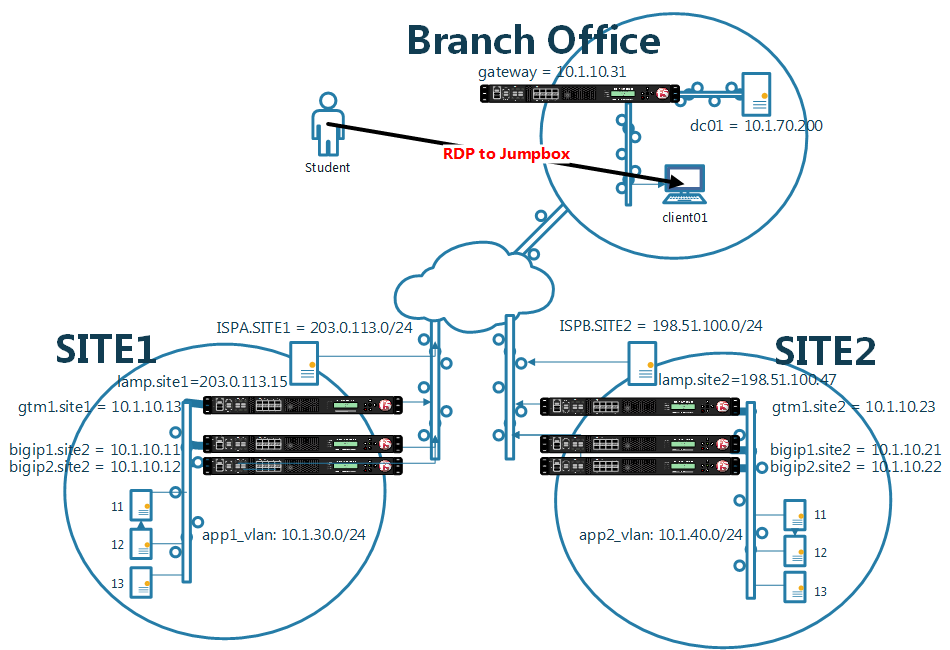 Branch Office
gateway = 10.1.10.31
dc01 = 10.1.70.200
RDP to Jumpbox
Student
client01
ISPA.SITE1 = 203.0.113.0/24
ISPB.SITE2 = 198.51.100.0/24
SITE1
SITE2
lamp.site1=203.0.113.15
lamp.site2=198.51.100.47
gtm1.site1 = 10.1.10.13
gtm1.site2 = 10.1.10.23
bigip1.site2 = 10.1.10.11
bigip2.site2 = 10.1.10.12
bigip1.site2 = 10.1.10.21
bigip2.site2 = 10.1.10.22
11
12
13
app1_vlan: 10.1.30.0/24
app2_vlan: 10.1.40.0/24
11
12
13